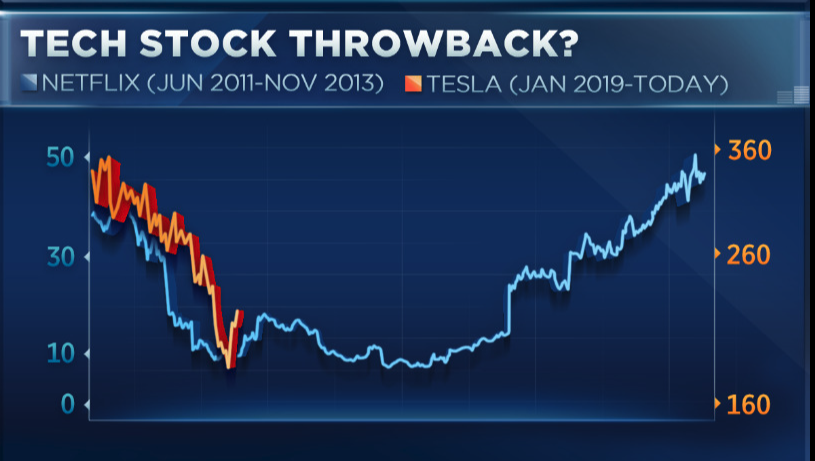 TECH STOCK THROWBACK?
NETFLIX (JUN 2011-NOV 2013) TESLA (JAN 2019-TODAY)
50 360
30 260
10
0 160